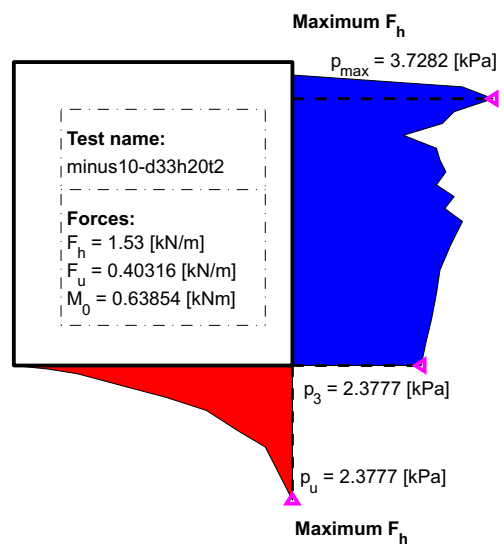 Maximum F_h
p_max = 3.7282 [kPa]
Test name:
minus10-d33h20t2
Forces:
F_h = 1.53 [kN/m]
F_u = 0.40316 [kN/m]
M_0 = 0.63854 [kNm]
p_3 = 2.3777 [kPa]
p_u = 2.3777 [kPa]
Maximum F_h